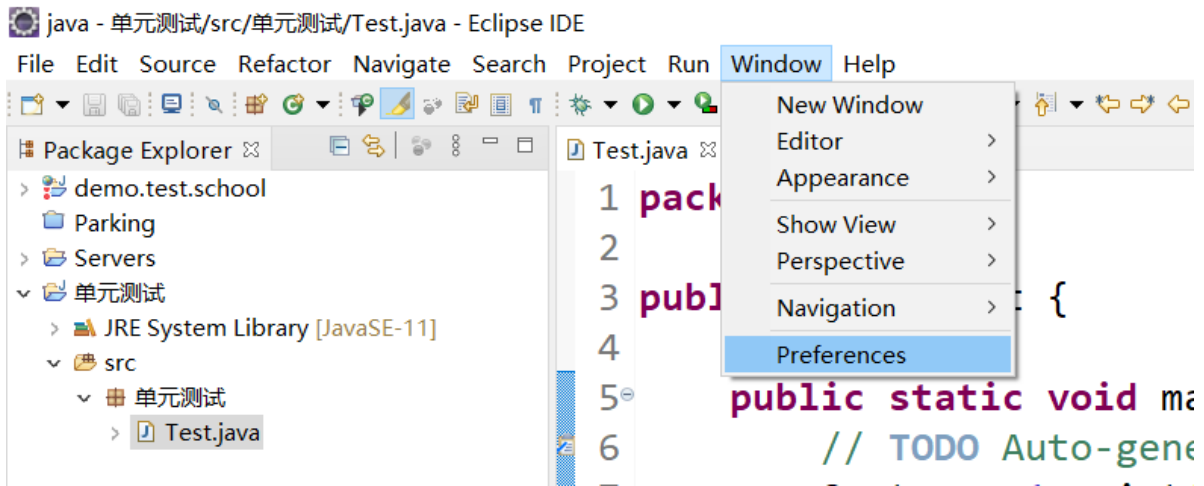 java - 单元测试/src/单元测试/Test.java - Eclipse IDE
File Edit Source Refactor Navigate Search Project Run Window Help
New Window
Editor
Appearance
Show View
Perspective
Navigation
Preferences
Package Explorer
demo.test.school
Parking
Servers
单元测试
JRE System Library [JavaSE-11]
src
单元测试
Test.java
Test.java
1 pack
2
3 publ {
4
5 public static void ma
6 // TODO Auto-gene